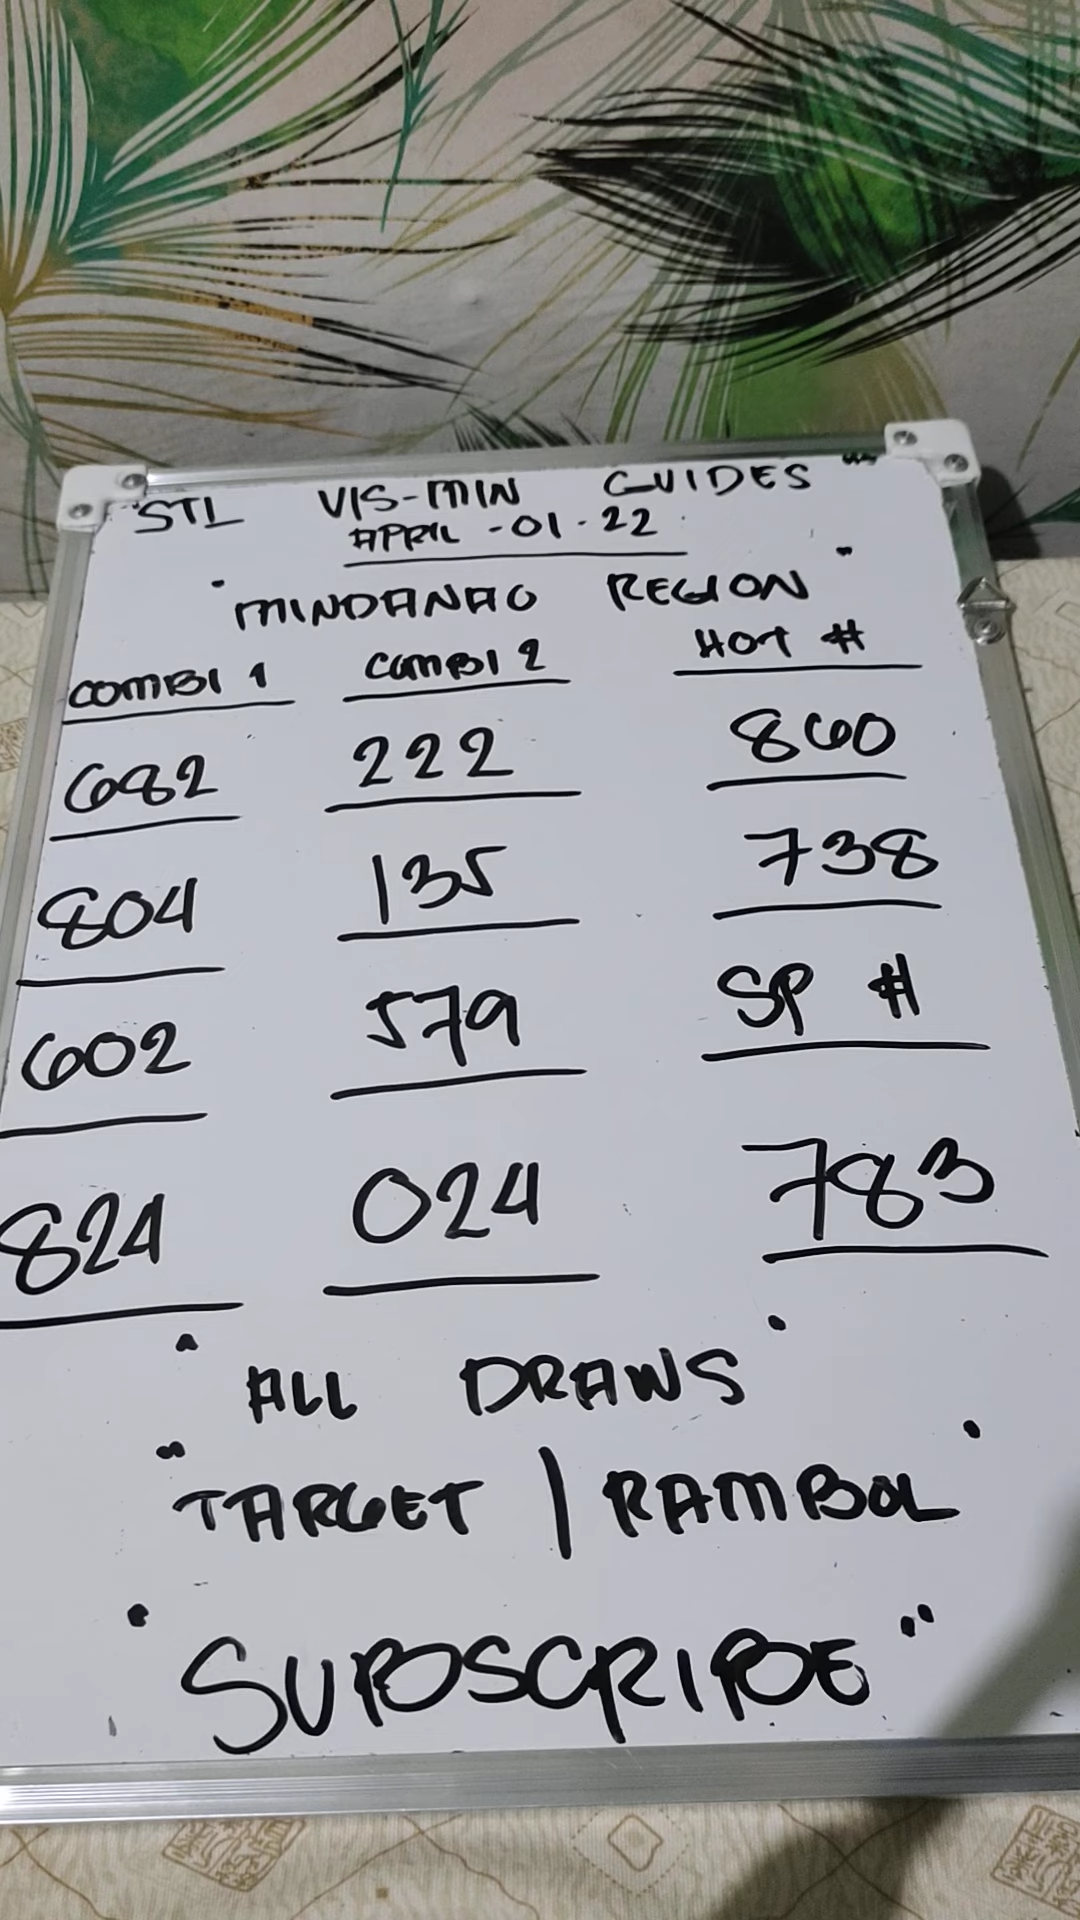 "STL VIS-MIN GUIDES"
APRIL-01-22
"MINDANAO REGION"
COMBI 1 COMBI 2 HOT #
682 222 860
804 135 738
602 579 SP #
824 024 783
"ALL DRAWS"
"TARGET | RAMBOL"
"SUBSCRIBE"